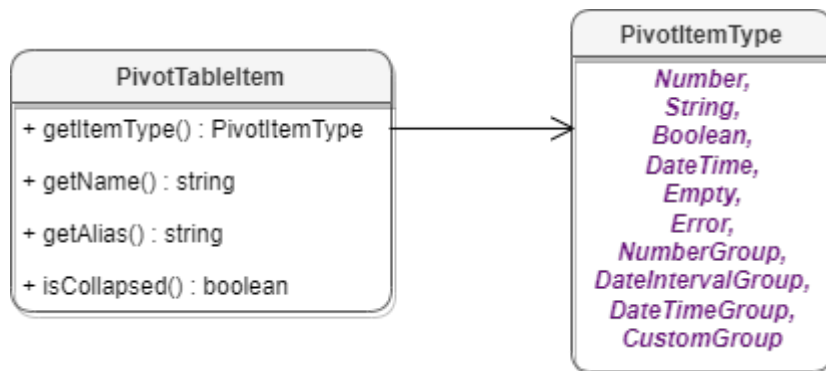 PivotTableItem
+ getItemType() : PivotItemType
+ getName() : string
+ getAlias() : string
+ isCollapsed() : boolean
PivotItemType
Number,
String,
Boolean,
DateTime,
Empty,
Error,
NumberGroup,
DateIntervalGroup,
DateTimeGroup,
CustomGroup